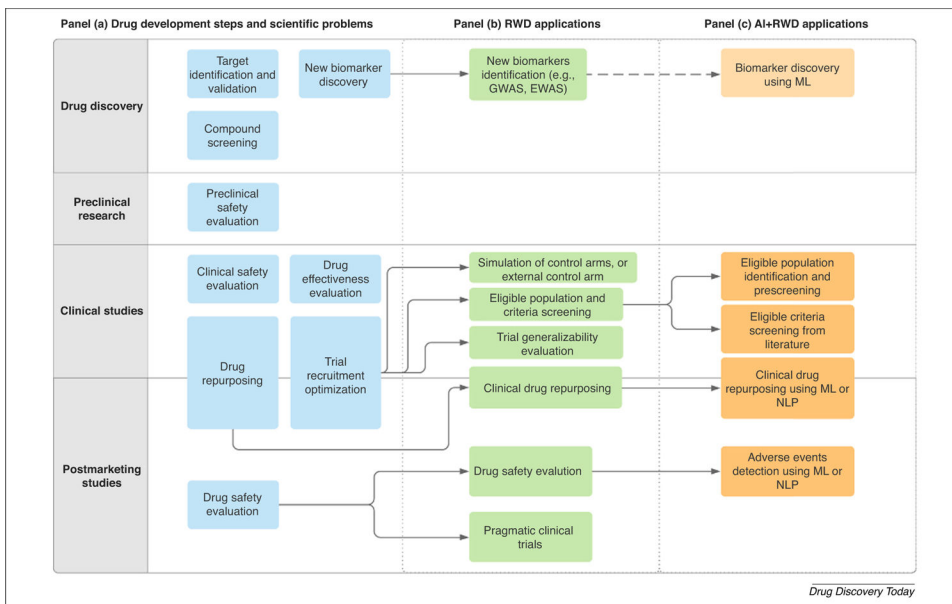 Panel (a) Drug development steps and scientific problems
Panel (b) RWD applications
Panel (c) AI+RWD applications
Drug discovery
Target
identification and
validation
New biomarker
discovery
New biomarkers
identification (e.g.,
GWAS, EWAS)
Biomarker discovery
using ML
Compound
screening
Preclinical
research
Preclinical
safety
evaluation
Clinical studies
Clinical safety
evaluation
Drug
effectiveness
evaluation
Simulation of control arms, or
external control arm
Eligible population
identification and
prescreening
Eligible population and
criteria screening
Eligible criteria
screening from
literature
Trial generalizability
evaluation
Drug
repurposing
Trial
recruitment
optimization
Clinical drug repurposing
Clinical drug
repurposing using ML or
NLP
Postmarketing
studies
Drug safety
evaluation
Drug safety evalution
Adverse events
detection using ML or
NLP
Pragmatic clinical
trials
Drug Discovery Today